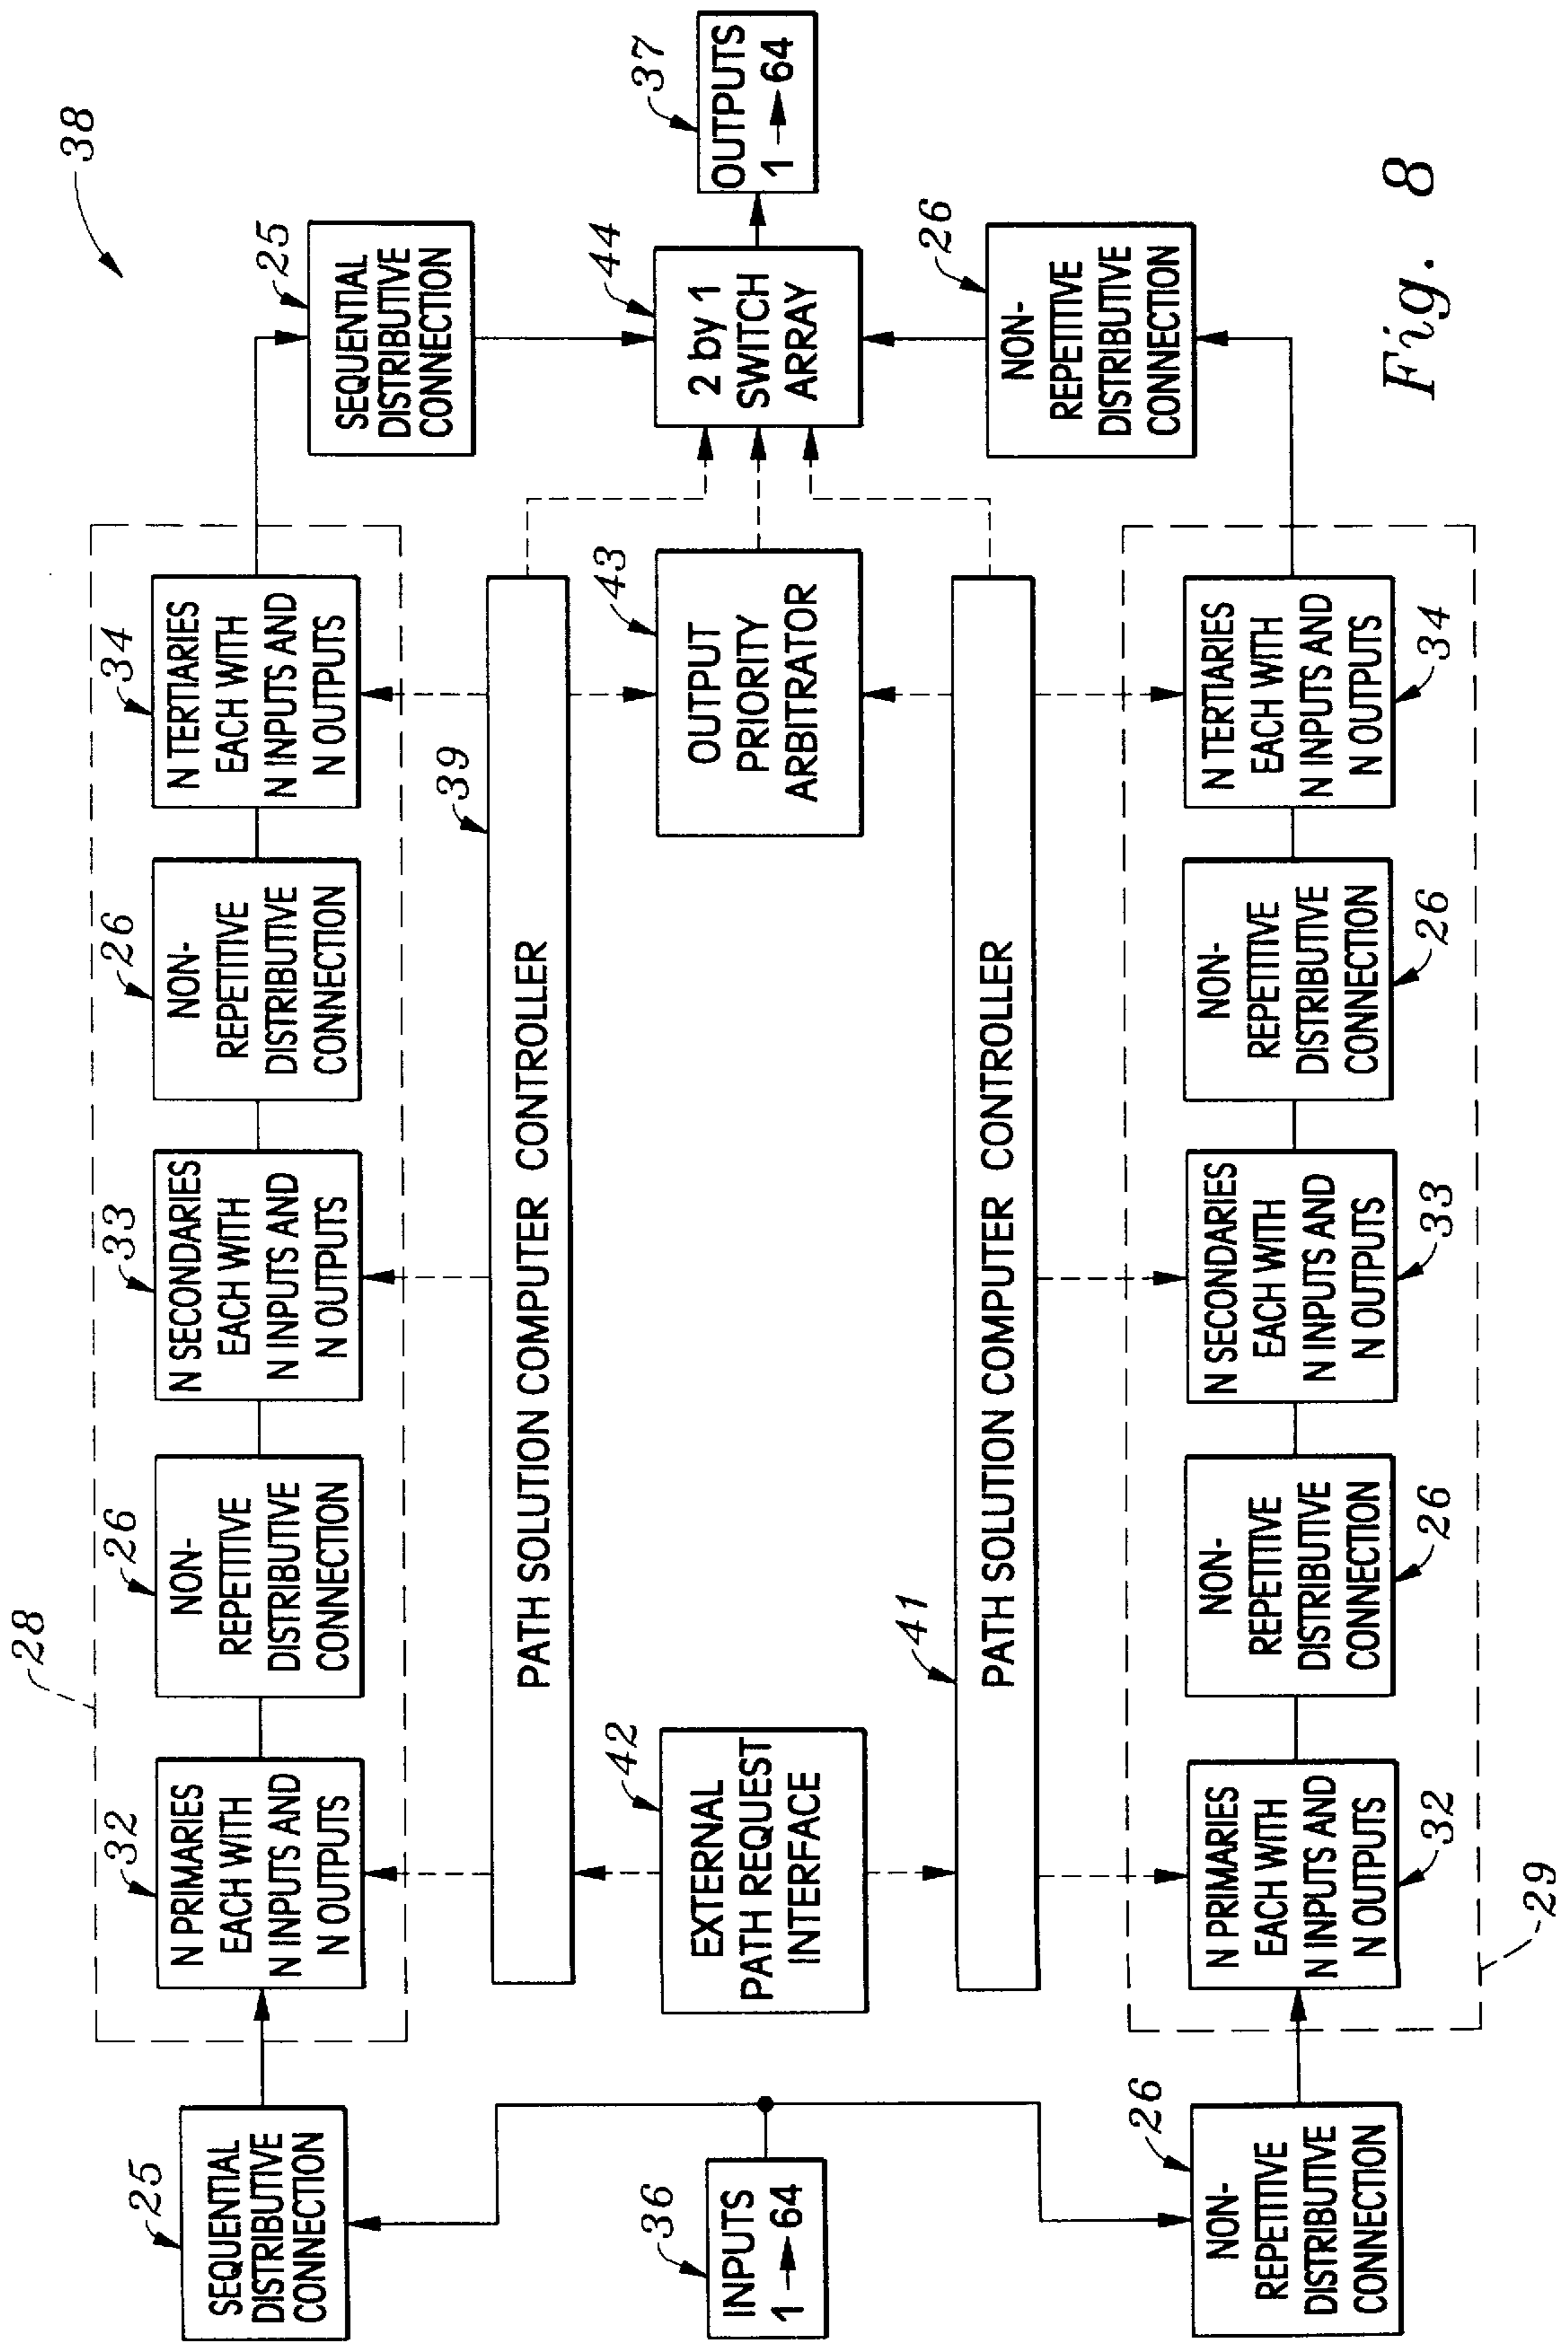 38
28
25
SEQUENTIAL
DISTRIBUTIVE
CONNECTION
32
N PRIMARIES
EACH WITH
N INPUTS AND
N OUTPUTS
26
NON-
REPETITIVE
DISTRIBUTIVE
CONNECTION
33
N SECONDARIES
EACH WITH
N INPUTS AND
N OUTPUTS
26
NON-
REPETITIVE
DISTRIBUTIVE
CONNECTION
34
N TERTIARIES
EACH WITH
N INPUTS AND
N OUTPUTS
25
SEQUENTIAL
DISTRIBUTIVE
CONNECTION
39
PATH SOLUTION COMPUTER CONTROLLER
36
INPUTS
1→64
42
EXTERNAL
PATH REQUEST
INTERFACE
43
OUTPUT
PRIORITY
ARBITRATOR
44
2 by 1
SWITCH
ARRAY
37
OUTPUTS
1→64
41
PATH SOLUTION COMPUTER CONTROLLER
26
NON-
REPETITIVE
DISTRIBUTIVE
CONNECTION
N PRIMARIES
EACH WITH
N INPUTS AND
N OUTPUTS
32
NON-
REPETITIVE
DISTRIBUTIVE
CONNECTION
26
N SECONDARIES
EACH WITH
N INPUTS AND
N OUTPUTS
33
NON-
REPETITIVE
DISTRIBUTIVE
CONNECTION
26
N TERTIARIES
EACH WITH
N INPUTS AND
N OUTPUTS
34
26
NON-
REPETITIVE
DISTRIBUTIVE
CONNECTION
29
Fig. 8